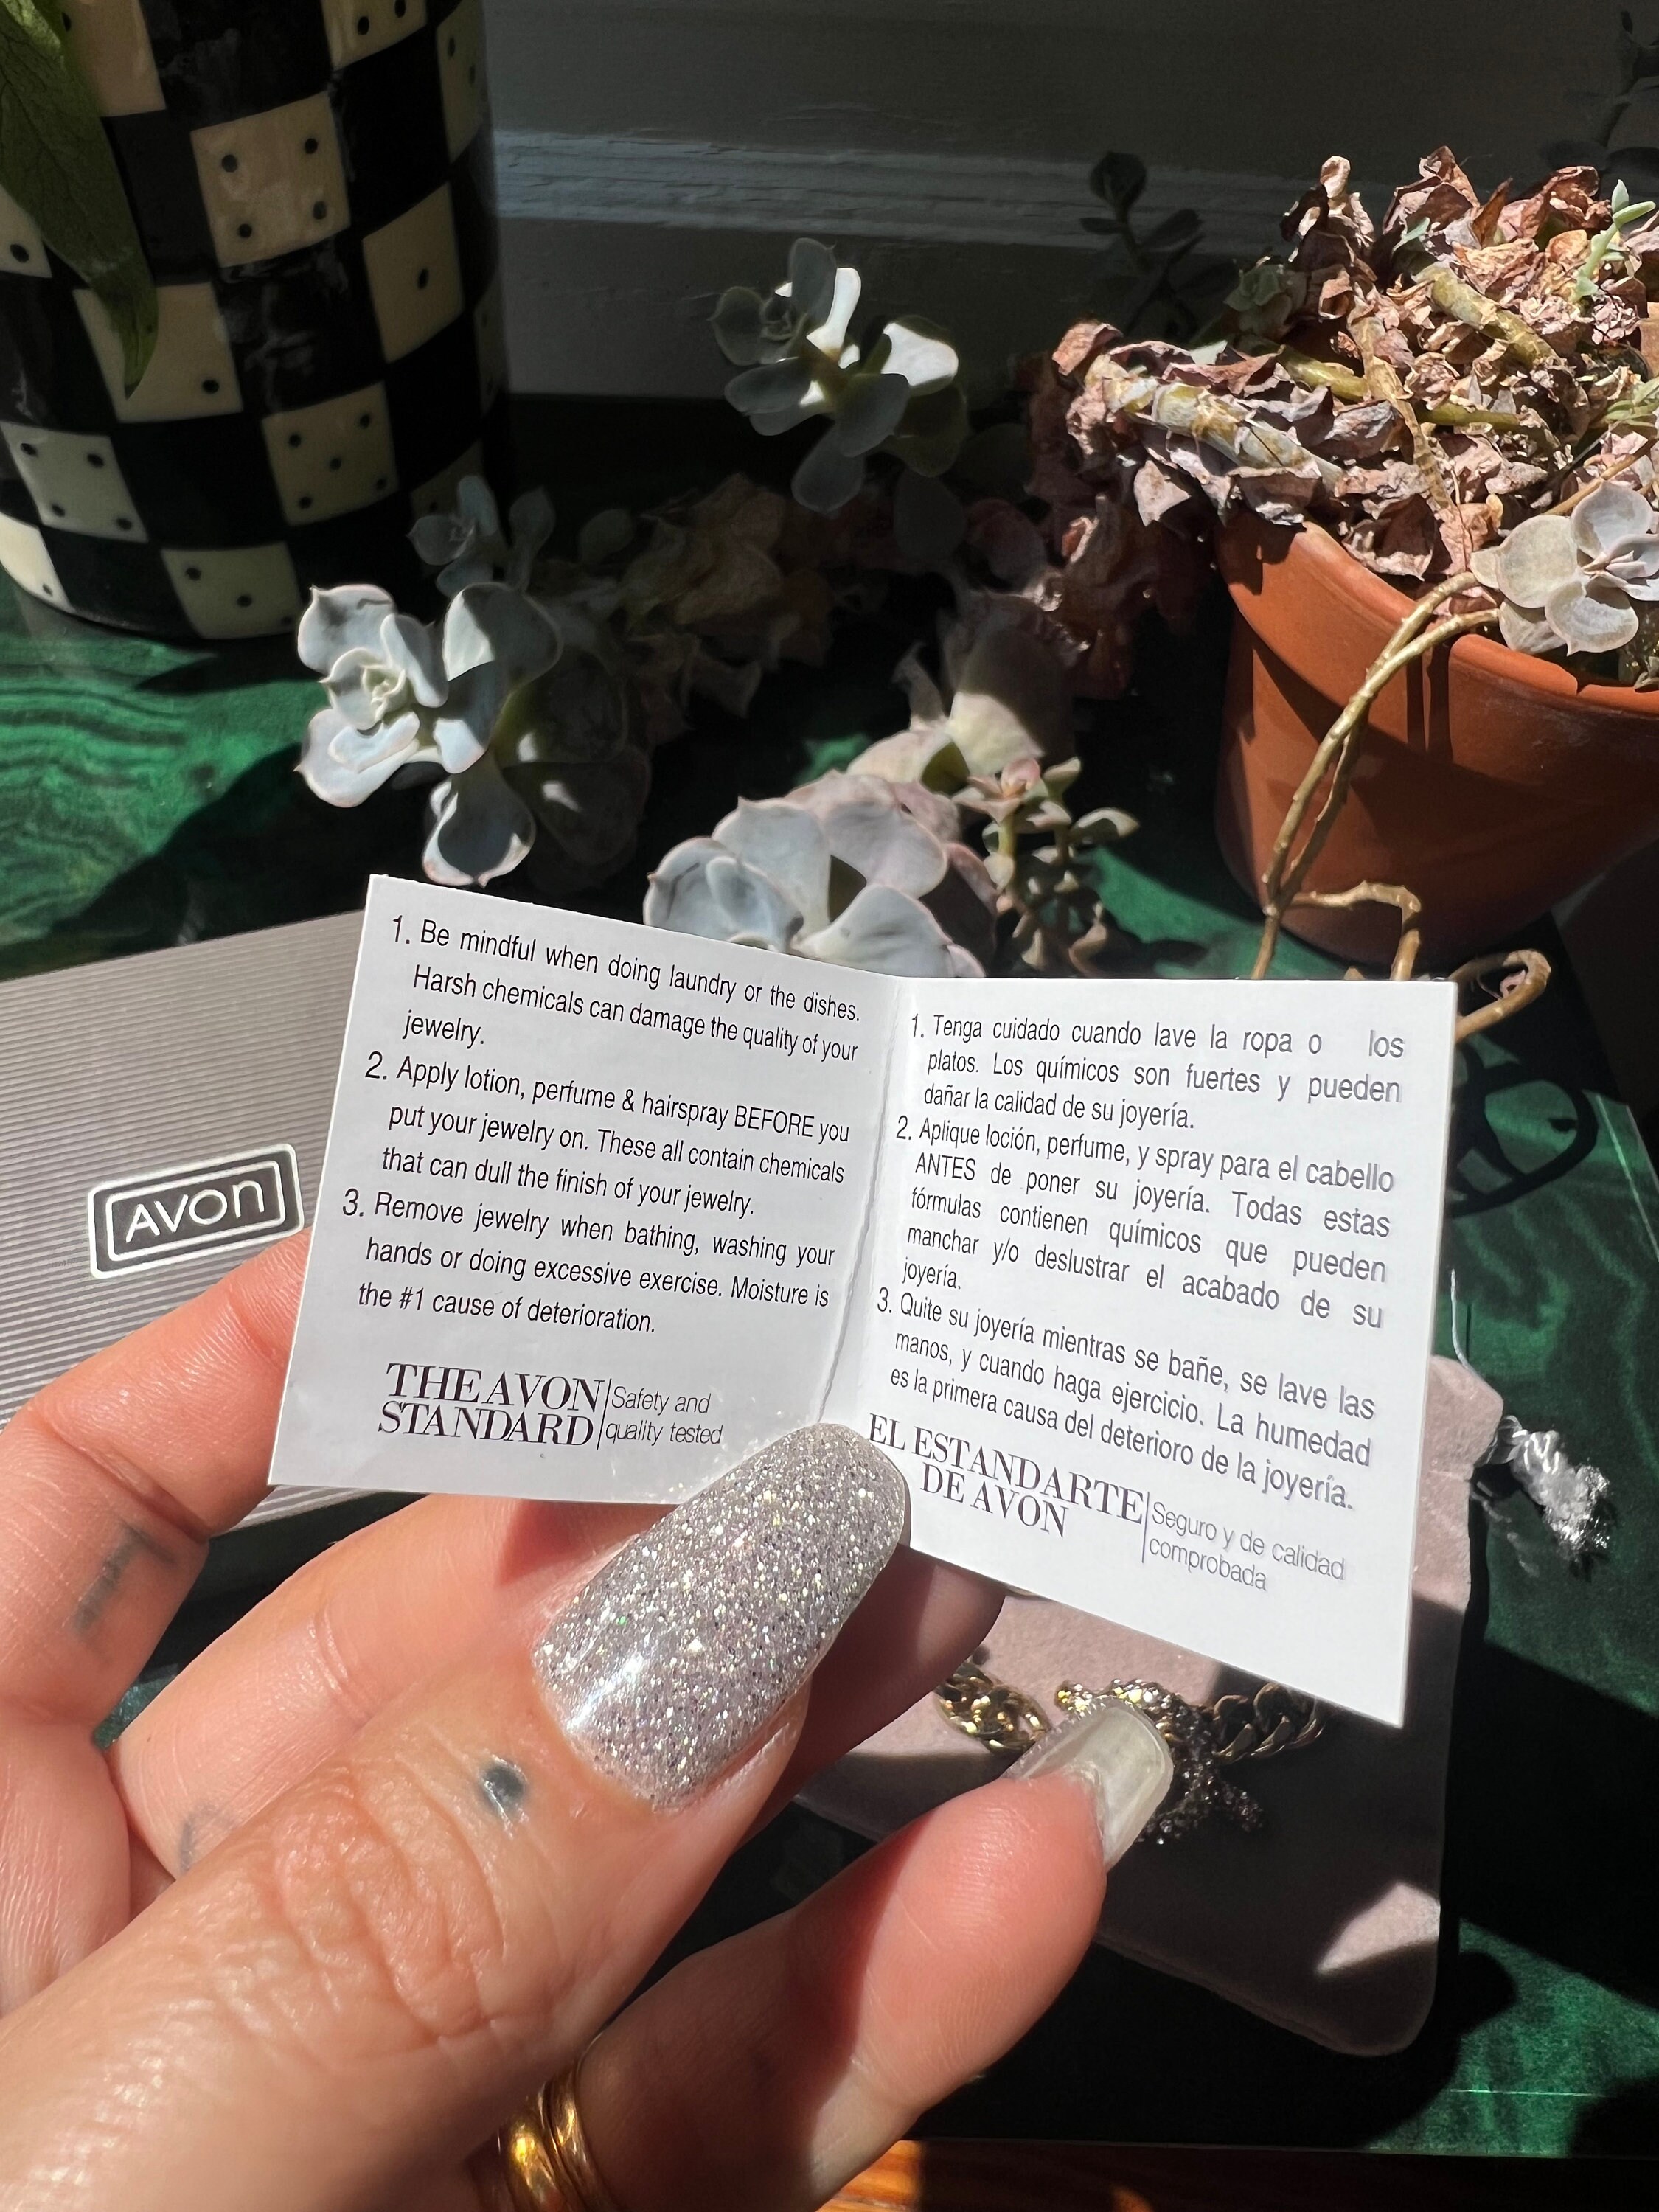 AVON
1. Be mindful when doing laundry or the dishes.
Harsh chemicals can damage the quality of your
jewelry.
2. Apply lotion, perfume & hairspray BEFORE you
put your jewelry on. These all contain chemicals
that can dull the finish of your jewelry.
3. Remove jewelry when bathing, washing your
hands or doing excessive exercise. Moisture is
the #1 cause of deterioration.
THE AVON
STANDARD
Safety and
quality tested
1. Tenga cuidado cuando lave la ropa o los
platos. Los químicos son fuertes y pueden
dañar la calidad de su joyería.
2. Aplique loción, perfume, y spray para el cabello
ANTES de poner su joyería. Todas estas
fórmulas contienen químicos que pueden
manchar y/o deslustrar el acabado de su
joyería.
3. Quite su joyería mientras se bañe, se lave las
manos, y cuando haga ejercicio. La humedad
es la primera causa del deterioro de la joyería.
EL ESTANDARTE
DE AVON
Seguro y de calidad
comprobada